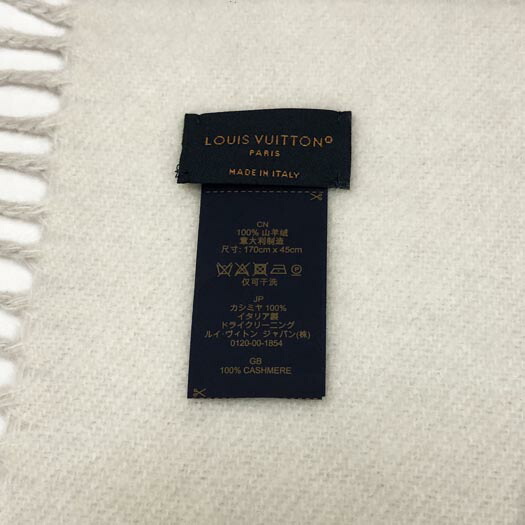 LOUIS VUITTON®
PARIS
MADE IN ITALY
CN
100% 山羊绒
意大利制造
尺寸: 170cm x 45cm
仅可干洗
JP
カシミヤ 100%
イタリア製
ドライクリーニング
ルイ·ヴィトン ジャパン(株)
0120-00-1854
GB
100% CASHMERE